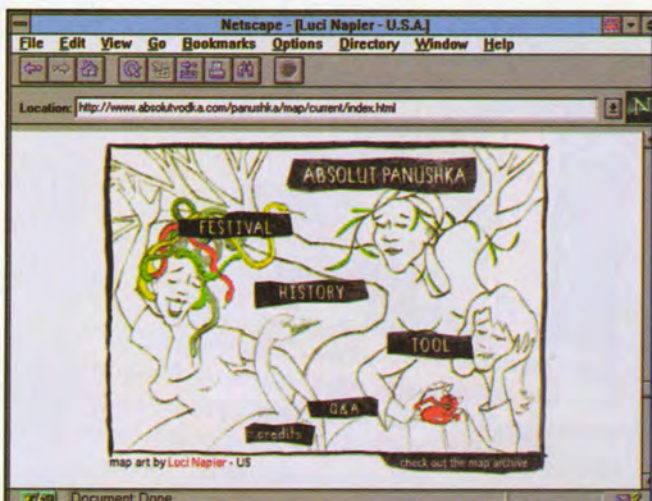 Netscape - [Luci Napier - U.S.A.]
File Edit View Go Bookmarks Options Directory Window Help
Location: http://www.absolutvodka.com/panushka/map/current/index.html
N
ABSOLUT PANUSHKA
FESTIVAL
HISTORY
TOOL
Q&A
credits
map art by Luci Napier - US
check out the map archive
Document Done